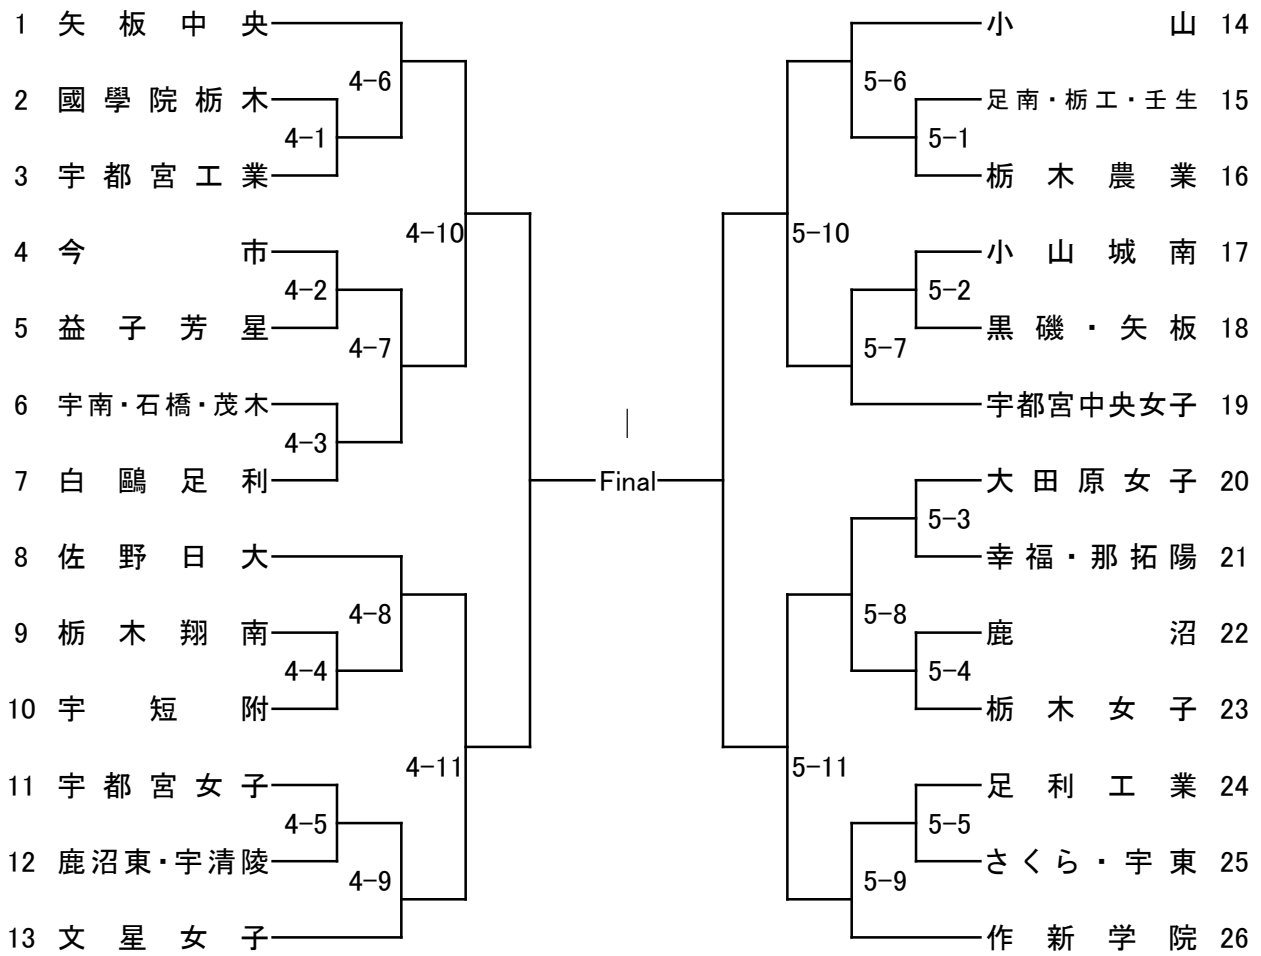 1 矢板中央
2 國學院栃木
3 宇都宮工業
4 今市
5 益子芳星
6 宇南・石橋・茂木
7 白鷗足利
8 佐野日大
9 栃木翔南
10 宇短附
11 宇都宮女子
12 鹿沼東・宇清陵
13 文星女子
4-6
4-1
4-10
4-2
4-7
4-3
4-8
4-4
4-11
4-5
4-9
Final
5-6
5-1
5-10
5-2
5-7
5-3
5-8
5-4
5-11
5-5
5-9
小山 14
足南・栃工・壬生 15
栃木農業 16
小山城南 17
黒磯・矢板 18
宇都宮中央女子 19
大田原女子 20
幸福・那拓陽 21
鹿沼 22
栃木女子 23
足利工業 24
さくら・宇東 25
作新学院 26